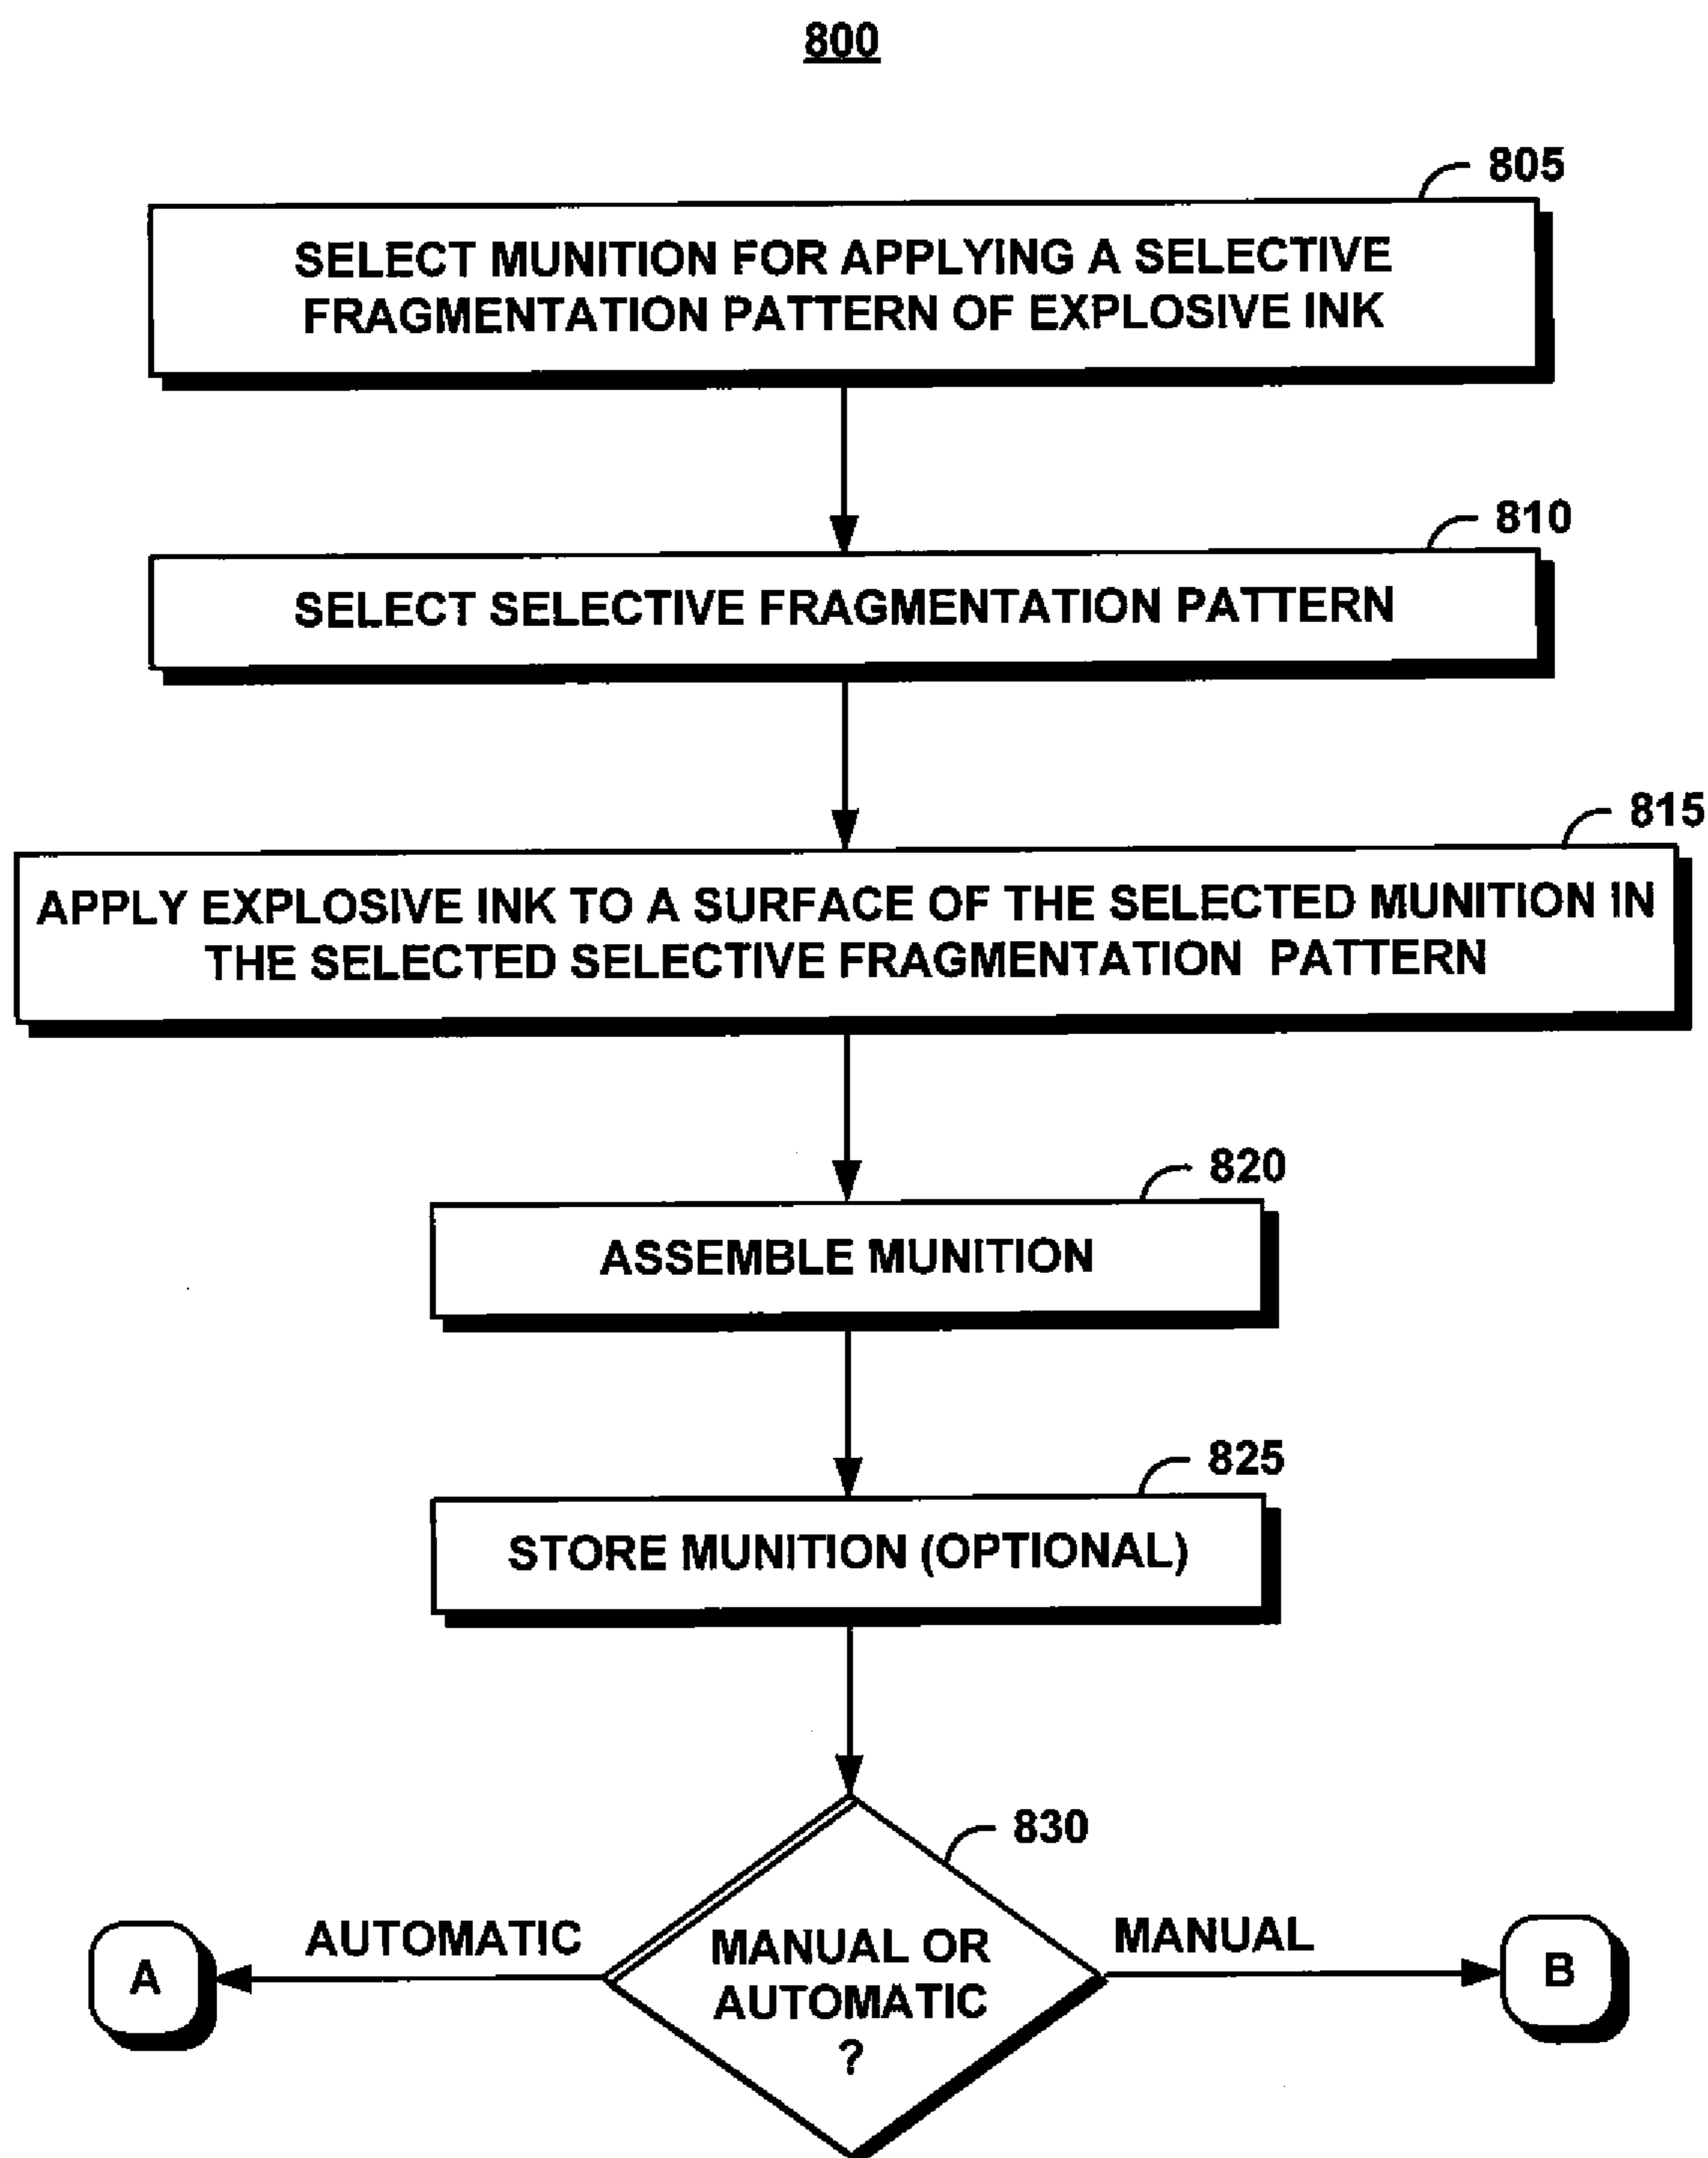 800
805
SELECT MUNITION FOR APPLYING A SELECTIVE
FRAGMENTATION PATTERN OF EXPLOSIVE INK
810
SELECT SELECTIVE FRAGMENTATION PATTERN
815
APPLY EXPLOSIVE INK TO A SURFACE OF THE SELECTED MUNITION IN
THE SELECTED SELECTIVE FRAGMENTATION PATTERN
820
ASSEMBLE MUNITION
825
STORE MUNITION (OPTIONAL)
830
MANUAL OR
AUTOMATIC
?
AUTOMATIC
A
MANUAL
B